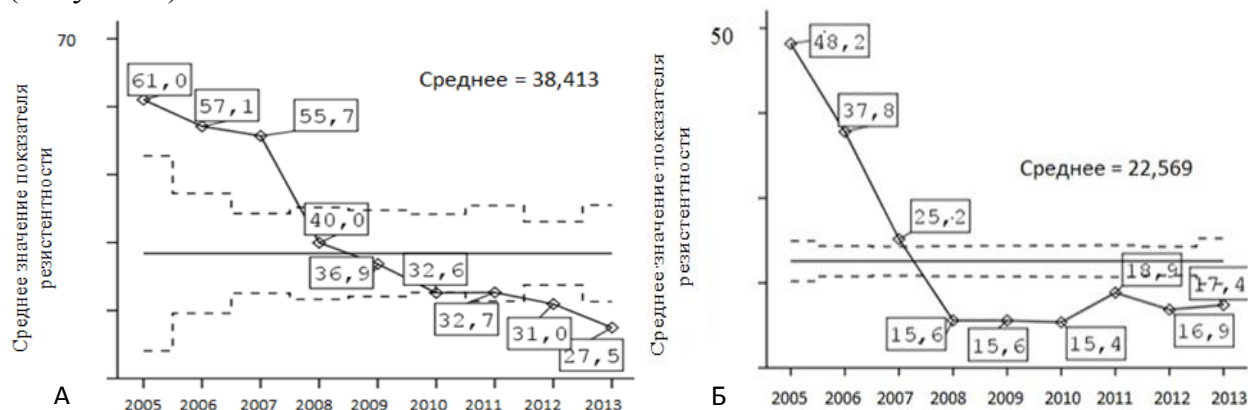 70
Среднее значение показателя
резистентности
61,0
57,1
55,7
40,0
36,9
32,6
32,7
31,0
27,5
Среднее = 38,413
А
2005 2006 2007 2008 2009 2010 2011 2012 2013
50
Среднее·значение·показателя
резистентности
48,2
37,8
25,2
15,6
15,6
15,4
18,9
16,9
17,4
Среднее = 22,569
Б
2005 2006 2007 2008 2009 2010 2011 2012 2013